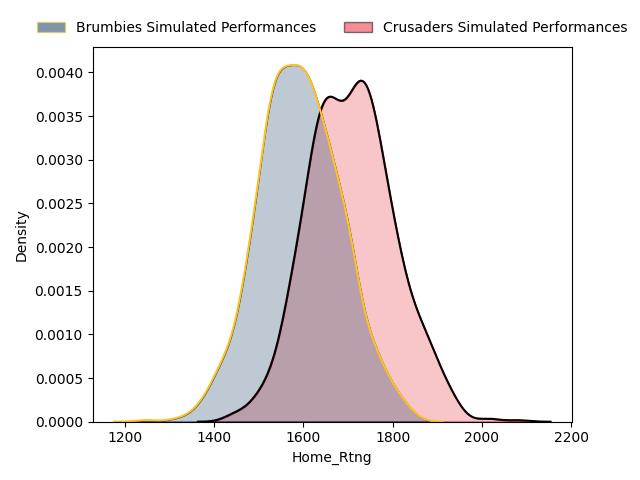 Brumbies Simulated Performances
Crusaders Simulated Performances
0.0040
0.0035
0.0030
0.0025
0.0020
0.0015
0.0010
0.0005
0.0000
Density
1200 1400 1600 1800 2000 2200
Home_Rtng